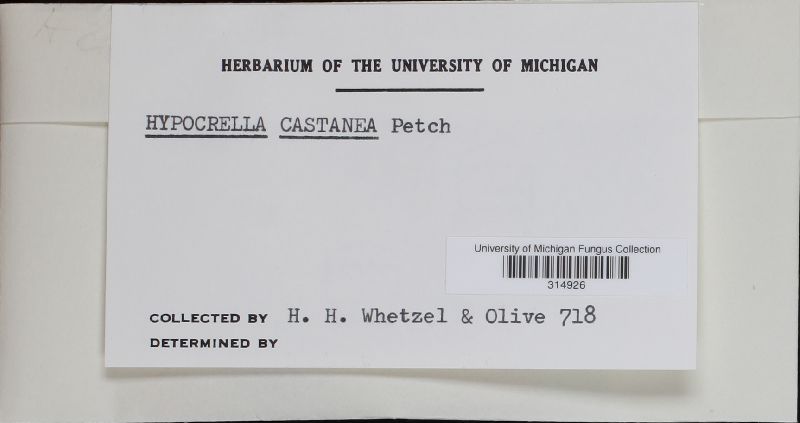 HERBARIUM OF THE UNIVERSITY OF MICHIGAN
HYPOCRELLA CASTANEA Petch
University of Michigan Fungus Collection
314926
COLLECTED BY H. H. Whetzel & Olive 718
DETERMINED BY